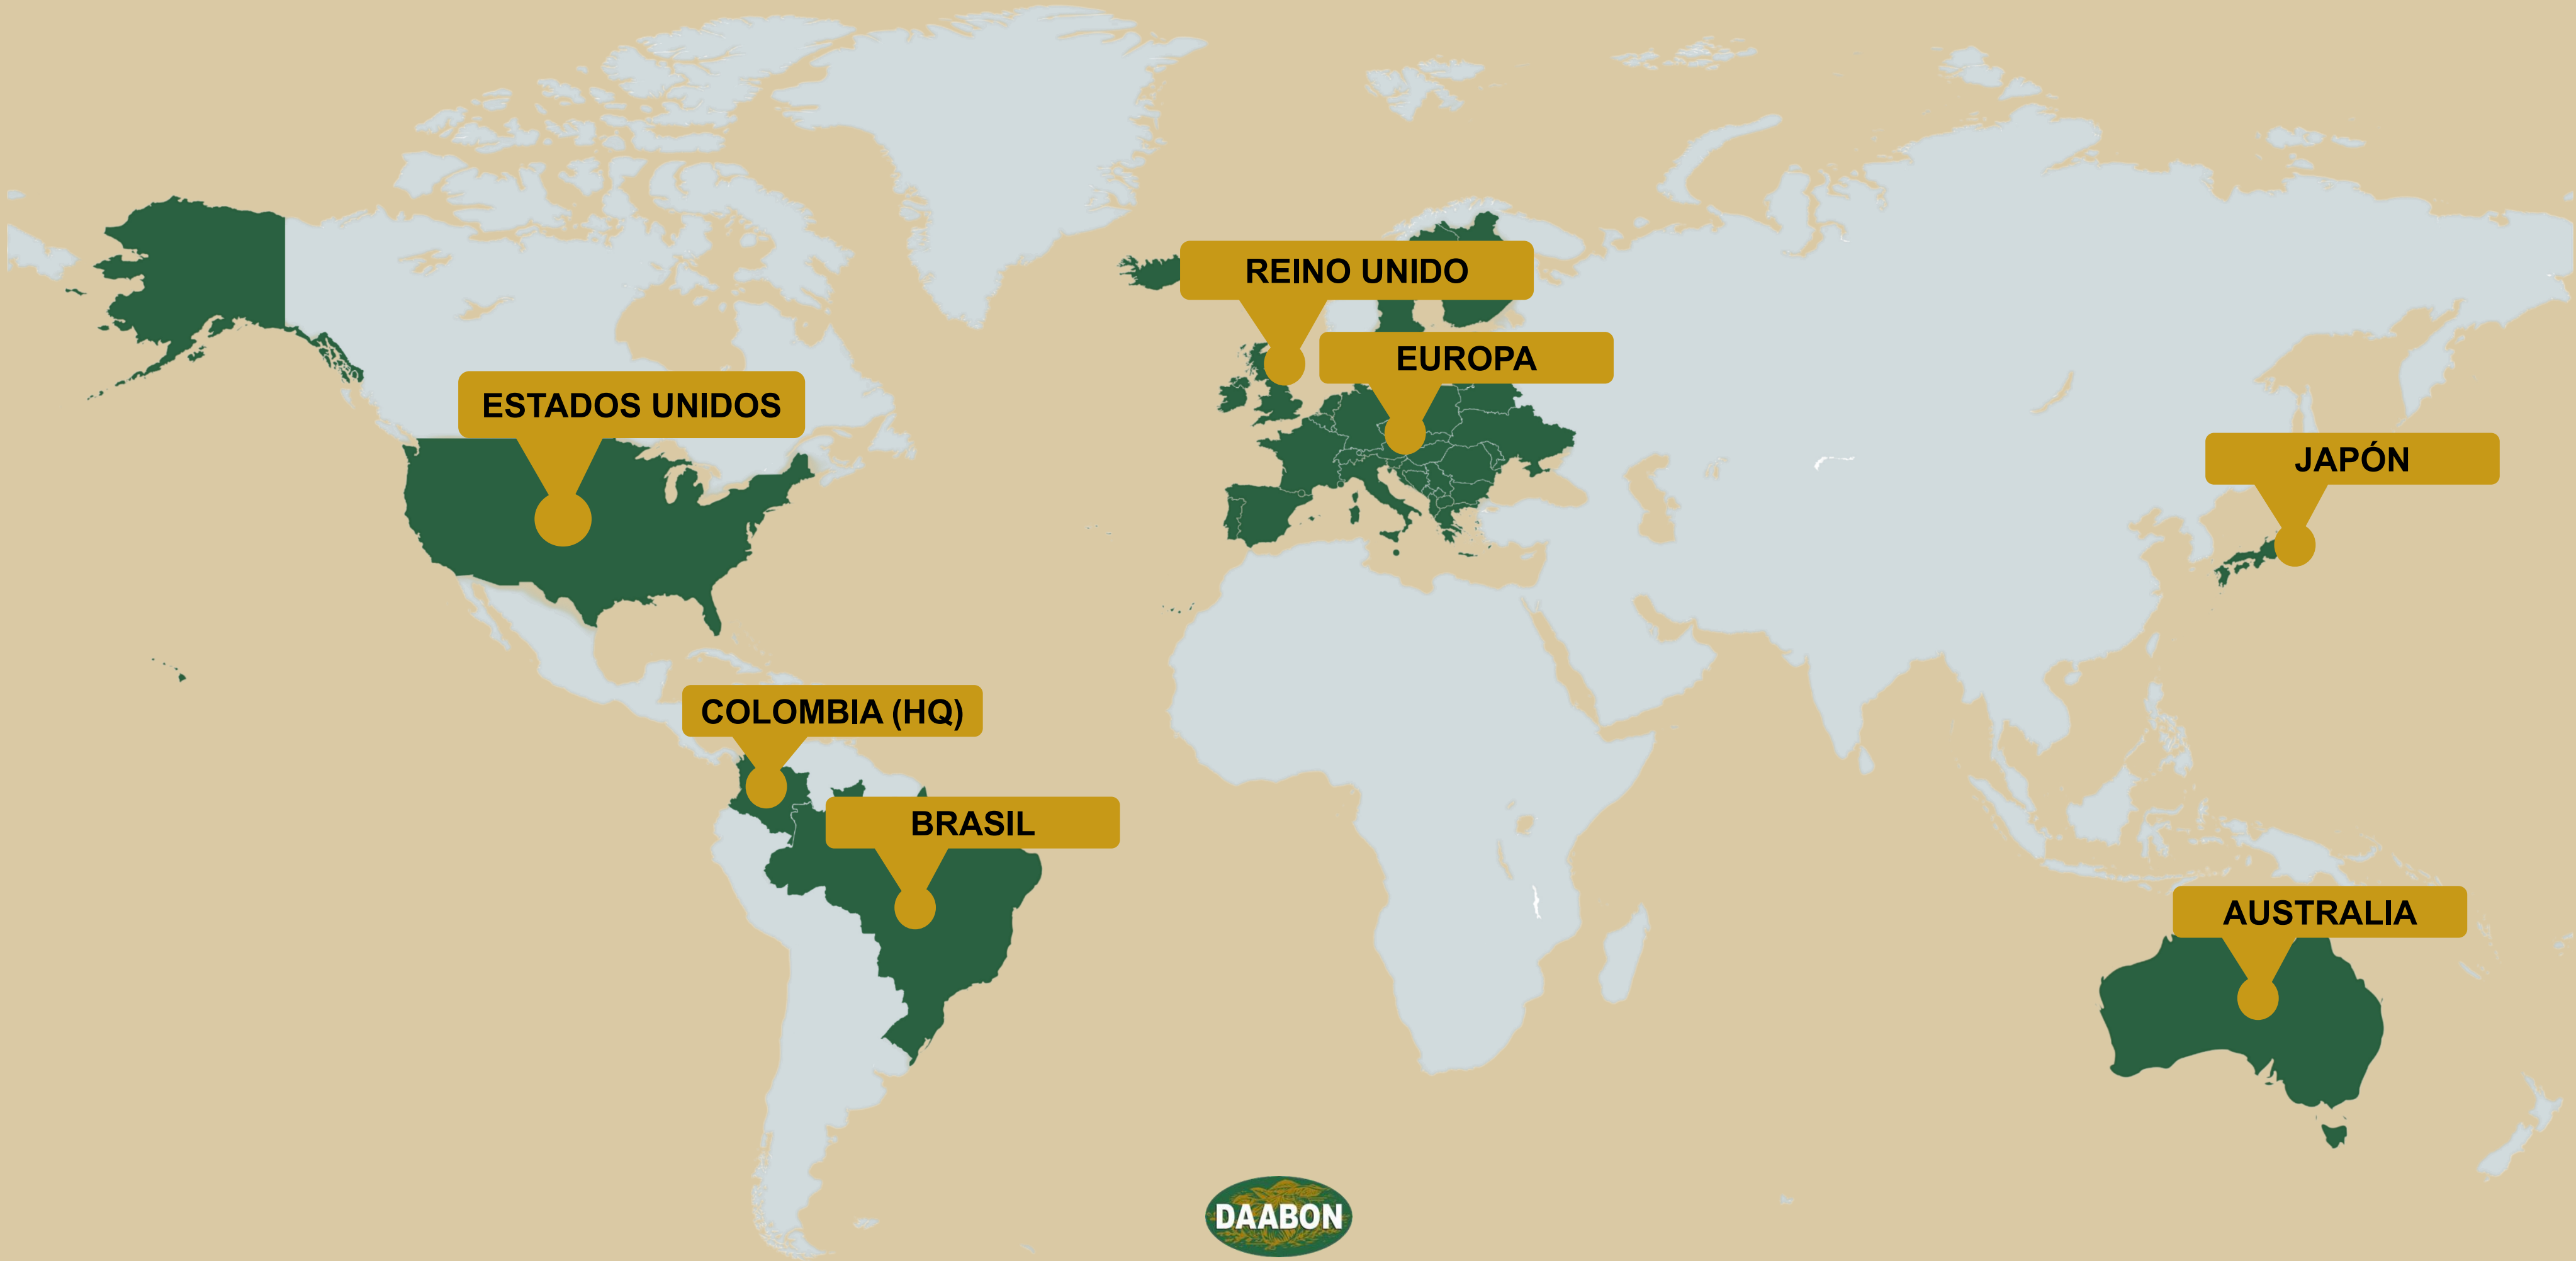 REINO UNIDO
EUROPA
ESTADOS UNIDOS
JAPÓN
COLOMBIA (HQ)
BRASIL
AUSTRALIA
DAABON